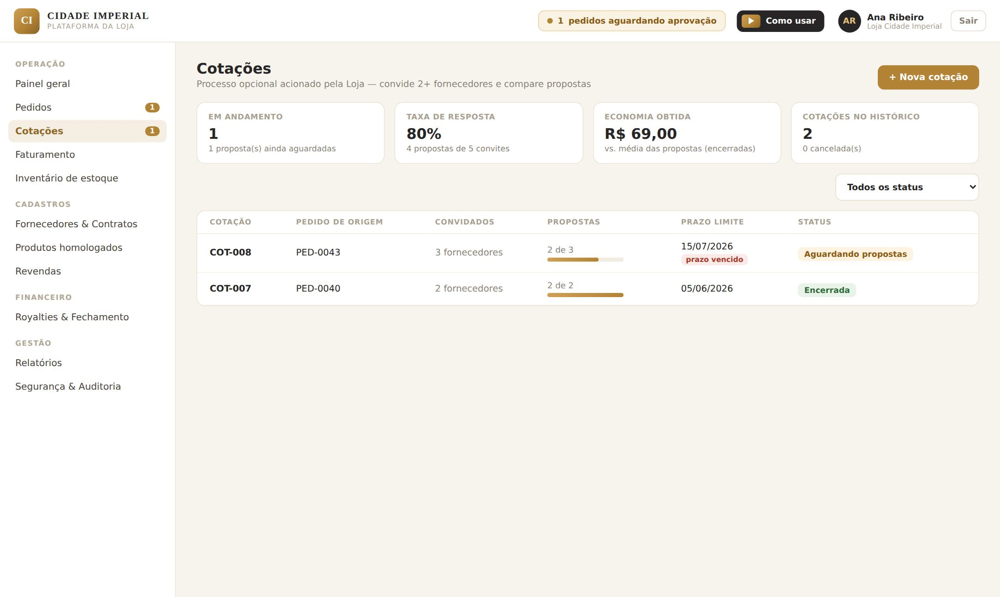 CI
CIDADE IMPERIAL
PLATAFORMA DA LOJA
1 pedidos aguardando aprovação
Como usar
AR
Ana Ribeiro
Loja Cidade Imperial
Sair
OPERAÇÃO
Painel geral
Pedidos 1
Cotações 1
Faturamento
Inventário de estoque
CADASTROS
Fornecedores & Contratos
Produtos homologados
Revendas
FINANCEIRO
Royalties & Fechamento
GESTÃO
Relatórios
Segurança & Auditoria
Cotações
Processo opcional acionado pela Loja — convide 2+ fornecedores e compare propostas
+ Nova cotação
EM ANDAMENTO
1
1 proposta(s) ainda aguardadas
TAXA DE RESPOSTA
80%
4 propostas de 5 convites
ECONOMIA OBTIDA
R$ 69,00
vs. média das propostas (encerradas)
COTAÇÕES NO HISTÓRICO
2
0 cancelada(s)
Todos os status
COTAÇÃO PEDIDO DE ORIGEM CONVIDADOS PROPOSTAS PRAZO LIMITE STATUS
COT-008 PED-0043 3 fornecedores 2 de 3 15/07/2026 Aguardando propostas
prazo vencido
COT-007 PED-0040 2 fornecedores 2 de 2 05/06/2026 Encerrada